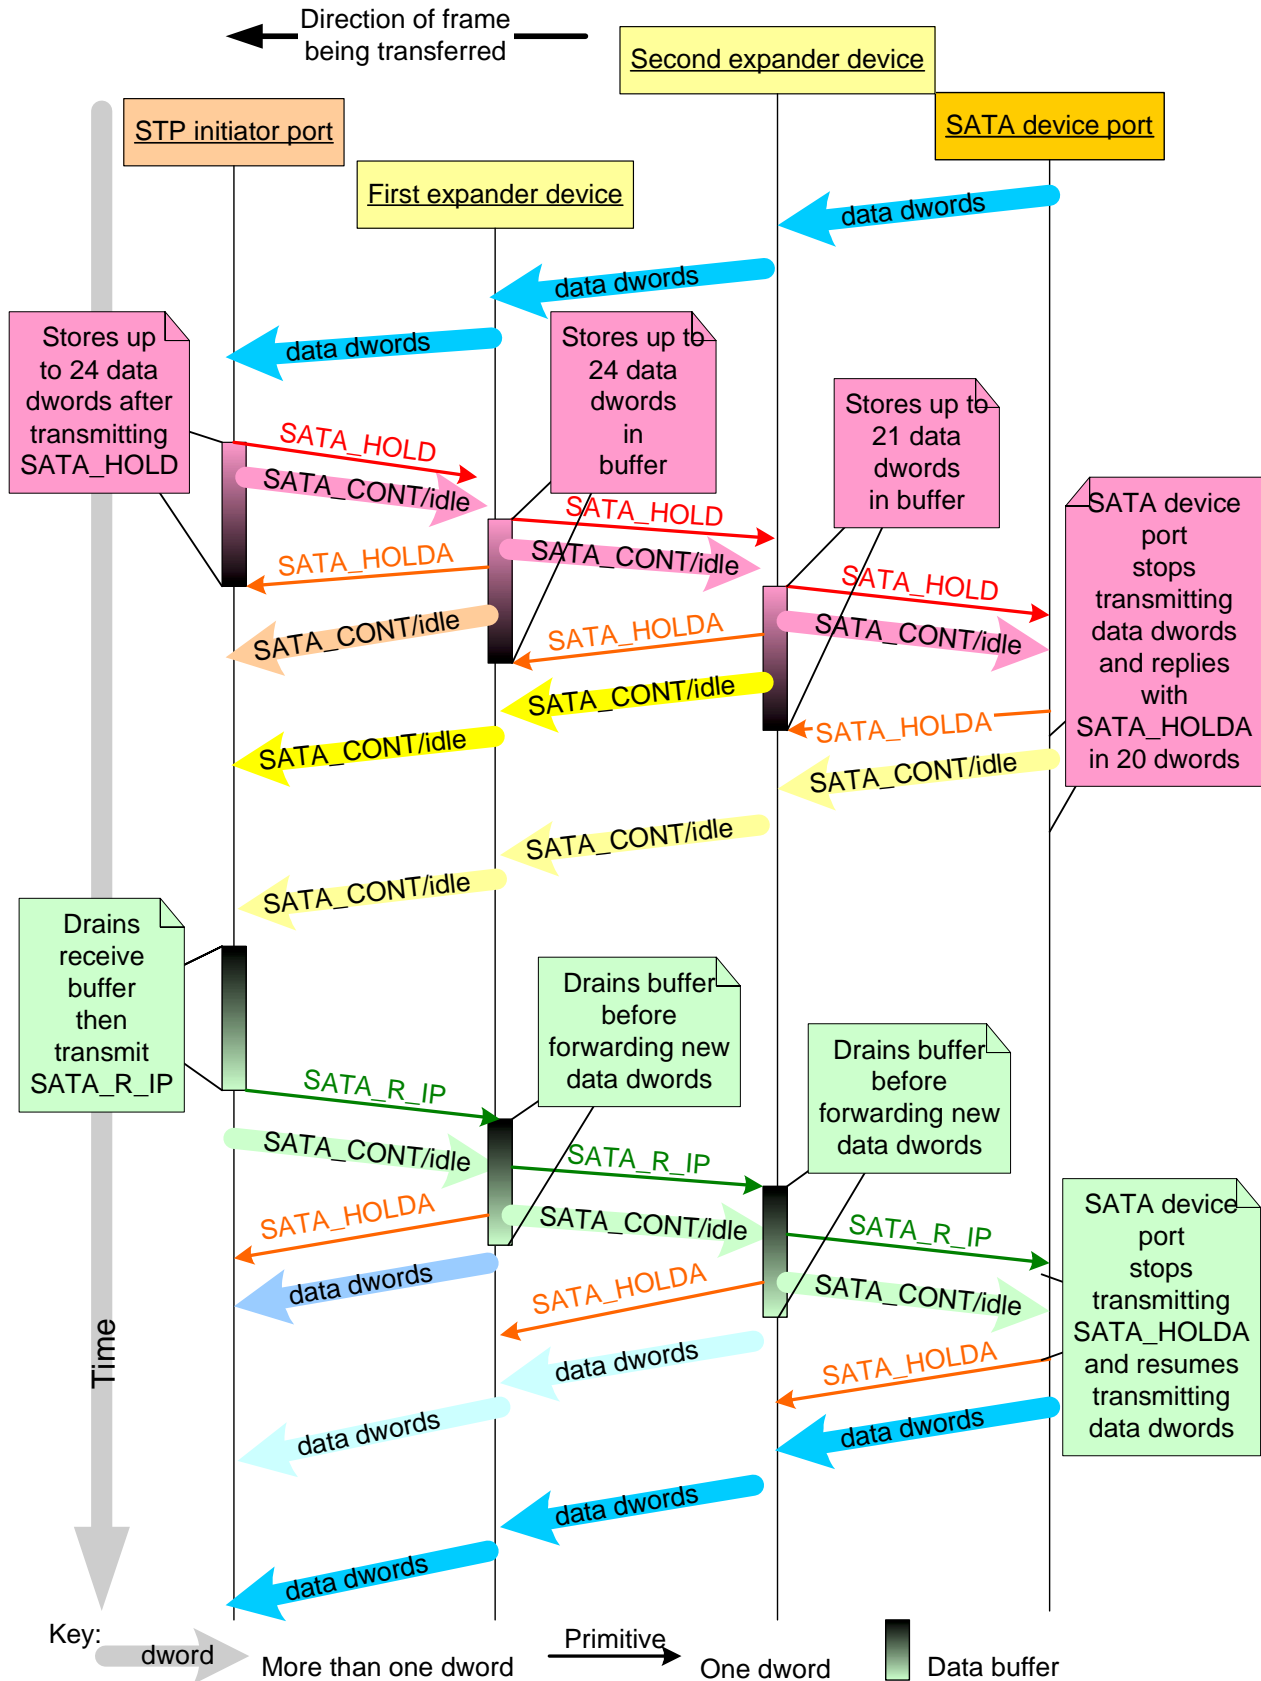 Direction of frame
being transferred
Second expander device
STP initiator port
SATA device port
First expander device
data dwords
data dwords
data dwords
Stores up
to 24 data
dwords after
transmitting
SATA_HOLD
Stores up to
24 data
dwords
in
buffer
Stores up to
21 data
dwords
in buffer
SATA device
port
stops
transmitting
data dwords
and replies
with
SATA_HOLDA
in 20 dwords
SATA_HOLD
SATA_CONT/idle
SATA_HOLD
SATA_CONT/idle
SATA_HOLDA
SATA_HOLD
SATA_CONT/idle
SATA_CONT/idle
SATA_HOLDA
SATA_CONT/idle
SATA_HOLDA
SATA_CONT/idle
SATA_CONT/idle
SATA_CONT/idle
SATA_CONT/idle
Drains
receive
buffer
then
transmit
SATA_R_IP
Drains buffer
before
forwarding new
data dwords
Drains buffer
before
forwarding new
data dwords
SATA_R_IP
SATA_CONT/idle
SATA_R_IP
SATA_HOLDA
SATA_CONT/idle
SATA_R_IP
data dwords
SATA_HOLDA
SATA_CONT/idle
SATA device
port
stops
transmitting
SATA_HOLDA
and resumes
transmitting
data dwords
data dwords
SATA_HOLDA
data dwords
data dwords
data dwords
data dwords
Time
Key:
dword
More than one dword
Primitive
One dword
Data buffer